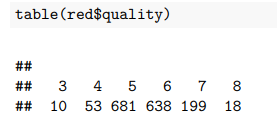 table(red$quality)
##
##   3   4   5   6   7   8
##  10  53 681 638 199  18